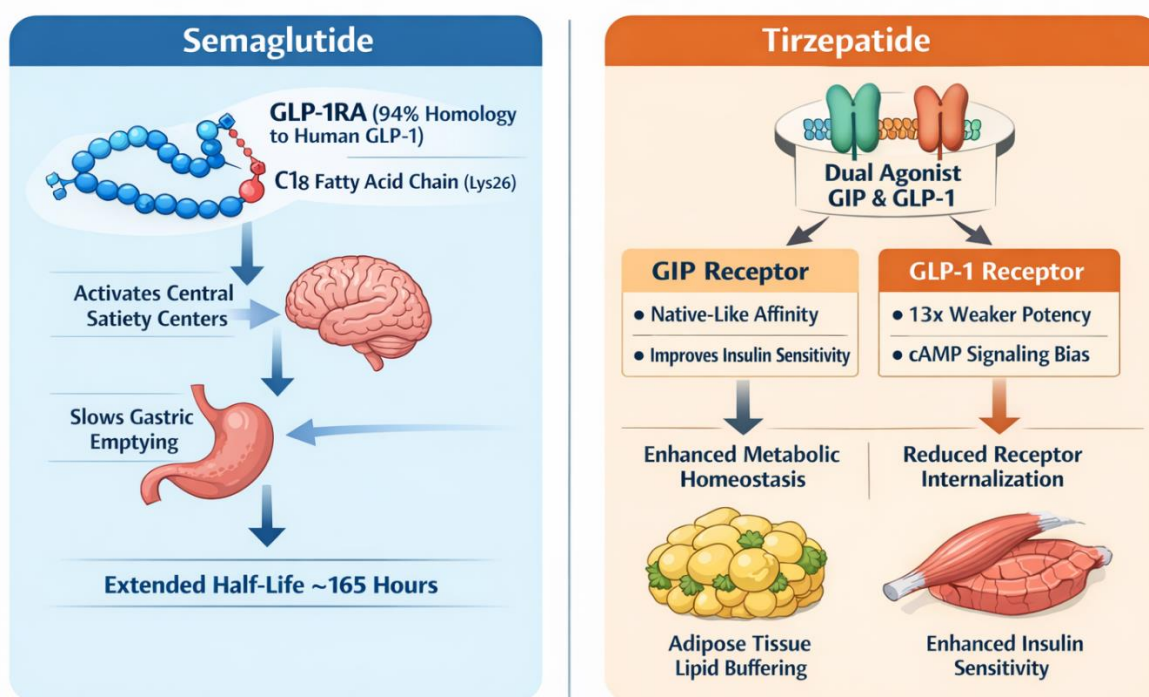 Semaglutide
GLP-1RA (94% Homology
to Human GLP-1)
C18 Fatty Acid Chain (Lys26)
Activates Central
Satiety Centers
Slows Gastric
Emptying
Extended Half-Life ~165 Hours
Tirzepatide
Dual Agonist
GIP & GLP-1
GIP Receptor
• Native-Like Affinity
• Improves Insulin Sensitivity
GLP-1 Receptor
• 13x Weaker Potency
• cAMP Signaling Bias
Enhanced Metabolic
Homeostasis
Reduced Receptor
Internalization
Adipose Tissue
Lipid Buffering
Enhanced Insulin
Sensitivity